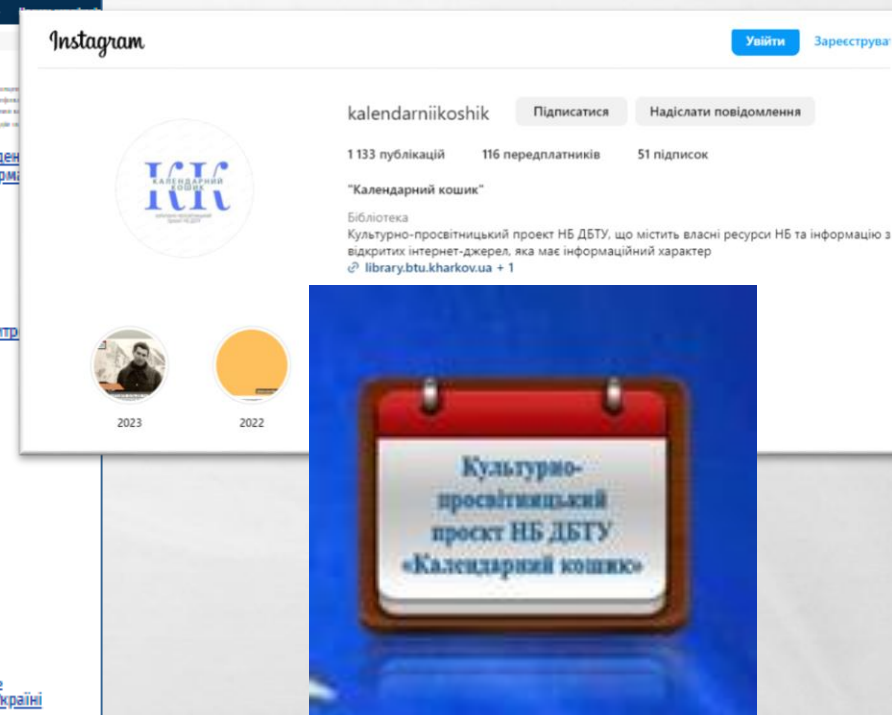 Instagram
Увійти
kalendarniikoshik
Підписатися
Надіслати повідомлення
1 133 публікацій
116 передплатників
51 підписок
КК
КАЛЕНДАРНИЙ
КОШИК
"Календарний кошик"
Бібліотека
Культурно-просвітницький проект НБ ДБТУ, що містить власні ресурси НБ та інформацію з
відкритих інтернет-джерел, яка має інформаційний характер
library.btu.kharkov.ua + 1
2023
2022
Культурно-
просвітницький
проєкт НБ ДБТУ
«Календарний кошик»